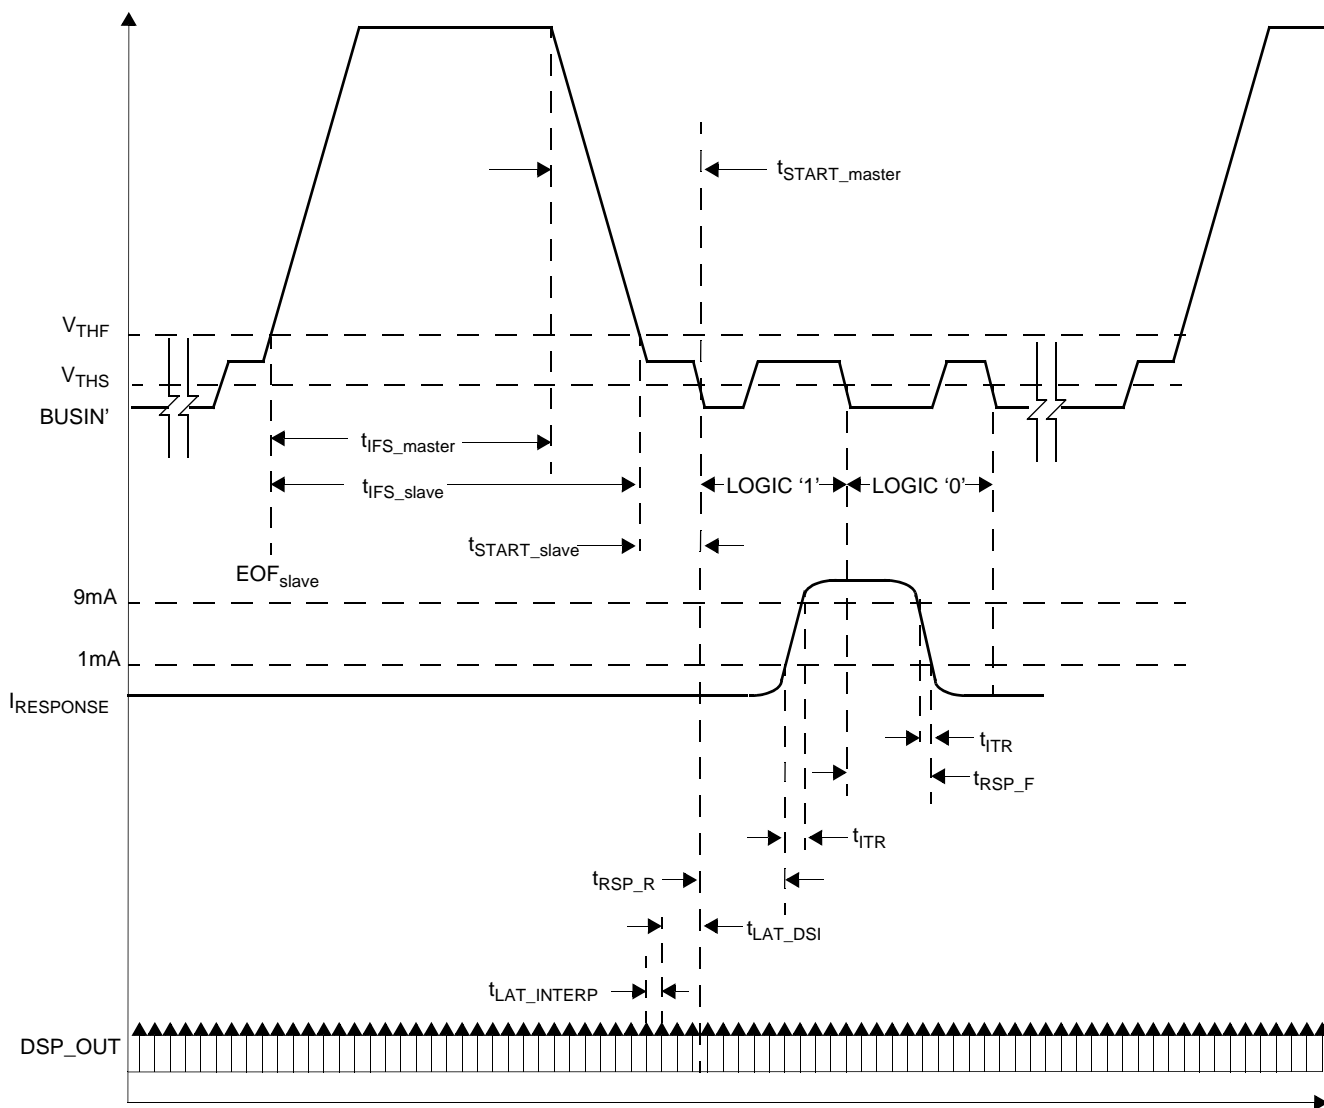 tSTART_master
VTHF
VTHS
BUSIN’
tIFS_master
tIFS_slave
LOGIC ‘1’
LOGIC ‘0’
tSTART_slave
EOFslave
9mA
1mA
IRESPONSE
tITR
tRSP_F
tITR
tRSP_R
tLAT_DSI
tLAT_INTERP
DSP_OUT